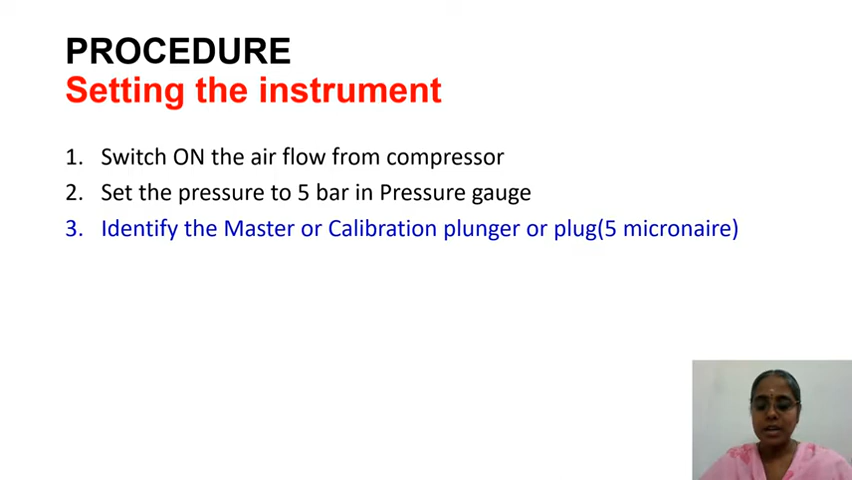 PROCEDURE
Setting the instrument
1. Switch ON the air flow from compressor
2. Set the pressure to 5 bar in Pressure gauge
3. Identify the Master or Calibration plunger or plug(5 micronaire)